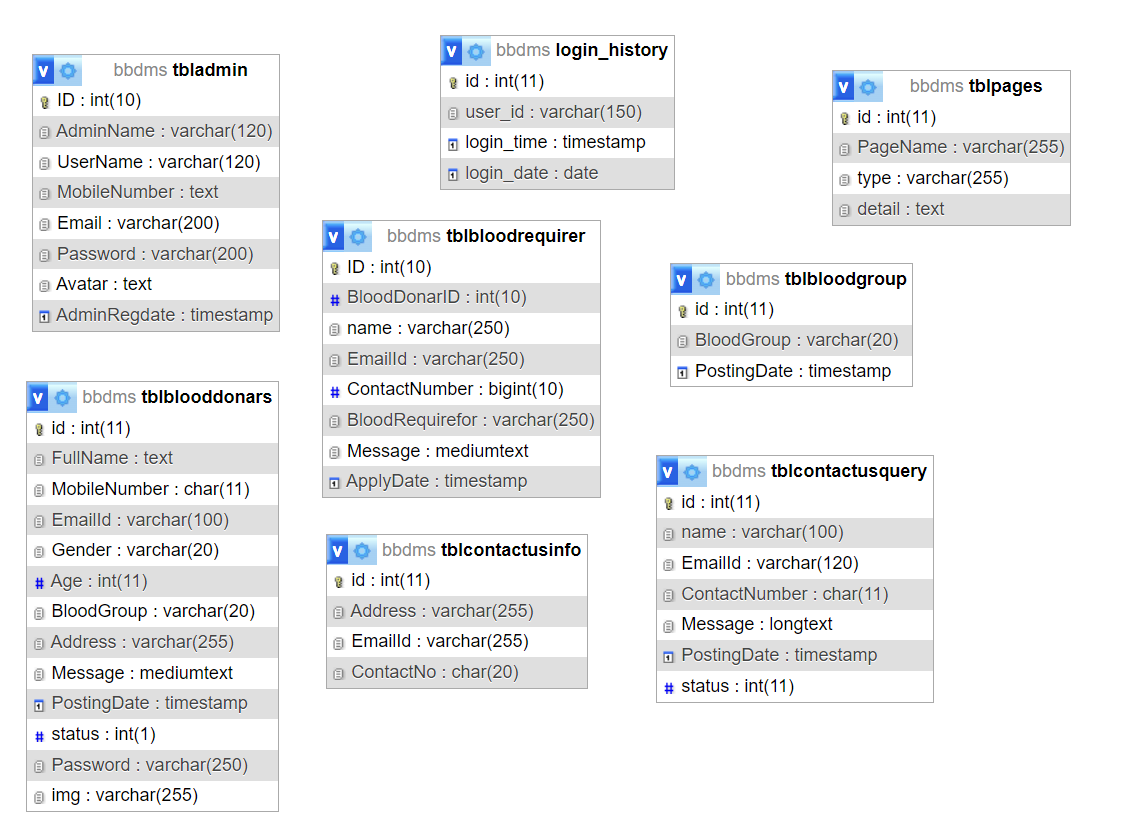 bbdms tbladmin
ID : int(10)
AdminName : varchar(120)
UserName : varchar(120)
MobileNumber : text
Email : varchar(200)
Password : varchar(200)
Avatar : text
AdminRegdate : timestamp
bbdms login_history
id : int(11)
user_id : varchar(150)
login_time : timestamp
login_date : date
bbdms tblpages
id : int(11)
PageName : varchar(255)
type : varchar(255)
detail : text
bbdms tblbloodrequirer
ID : int(10)
BloodDonarID : int(10)
name : varchar(250)
EmailId : varchar(250)
ContactNumber : bigint(10)
BloodRequirefor : varchar(250)
Message : mediumtext
ApplyDate : timestamp
bbdms tblbloodgroup
id : int(11)
BloodGroup : varchar(20)
PostingDate : timestamp
bbdms tblblooddonars
id : int(11)
FullName : text
MobileNumber : char(11)
EmailId : varchar(100)
Gender : varchar(20)
Age : int(11)
BloodGroup : varchar(20)
Address : varchar(255)
Message : mediumtext
PostingDate : timestamp
status : int(1)
Password : varchar(250)
img : varchar(255)
bbdms tblcontactusinfo
id : int(11)
Address : varchar(255)
EmailId : varchar(255)
ContactNo : char(20)
bbdms tblcontactusquery
id : int(11)
name : varchar(100)
EmailId : varchar(120)
ContactNumber : char(11)
Message : longtext
PostingDate : timestamp
status : int(11)